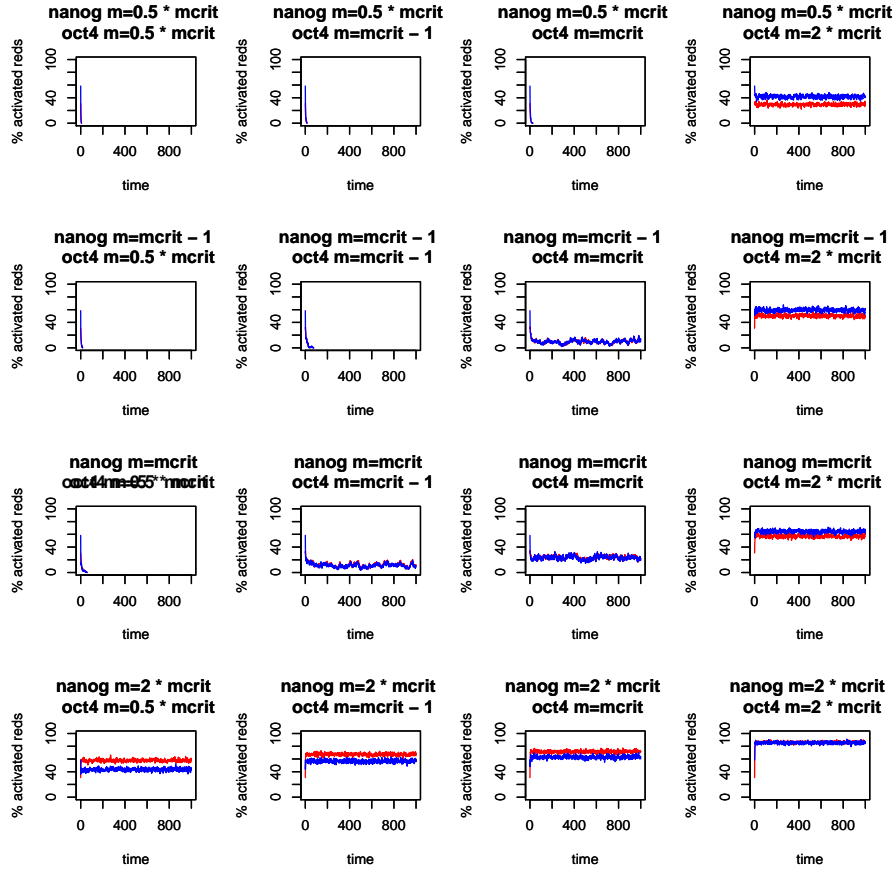 nanog m=0.5 * mcrit
oct4 m=0.5 * mcrit
% activated reds
100
40
0
0
400
800
time
nanog m=0.5 * mcrit
oct4 m=mcrit − 1
% activated reds
100
40
0
0
400
800
time
nanog m=0.5 * mcrit
oct4 m=mcrit
% activated reds
100
40
0
0
400
800
time
nanog m=0.5 * mcrit
oct4 m=2 * mcrit
% activated reds
100
40
0
0
400
800
time
nanog m=mcrit − 1
oct4 m=0.5 * mcrit
% activated reds
100
40
0
0
400
800
time
nanog m=mcrit − 1
oct4 m=mcrit − 1
% activated reds
100
40
0
0
400
800
time
nanog m=mcrit − 1
oct4 m=mcrit
% activated reds
100
40
0
0
400
800
time
nanog m=mcrit − 1
oct4 m=2 * mcrit
% activated reds
100
40
0
0
400
800
time
nanog m=mcrit
% activated reds
100
40
0
0
400
800
time
nanog m=mcrit
oct4 m=mcrit − 1
% activated reds
100
40
0
0
400
800
time
nanog m=mcrit
oct4 m=mcrit
% activated reds
100
40
0
0
400
800
time
nanog m=mcrit
oct4 m=2 * mcrit
% activated reds
100
40
0
0
400
800
time
nanog m=2 * mcrit
oct4 m=0.5 * mcrit
% activated reds
100
40
0
0
400
800
time
nanog m=2 * mcrit
oct4 m=mcrit − 1
% activated reds
100
40
0
0
400
800
time
nanog m=2 * mcrit
oct4 m=mcrit
% activated reds
100
40
0
0
400
800
time
nanog m=2 * mcrit
oct4 m=2 * mcrit
% activated reds
100
40
0
0
400
800
time